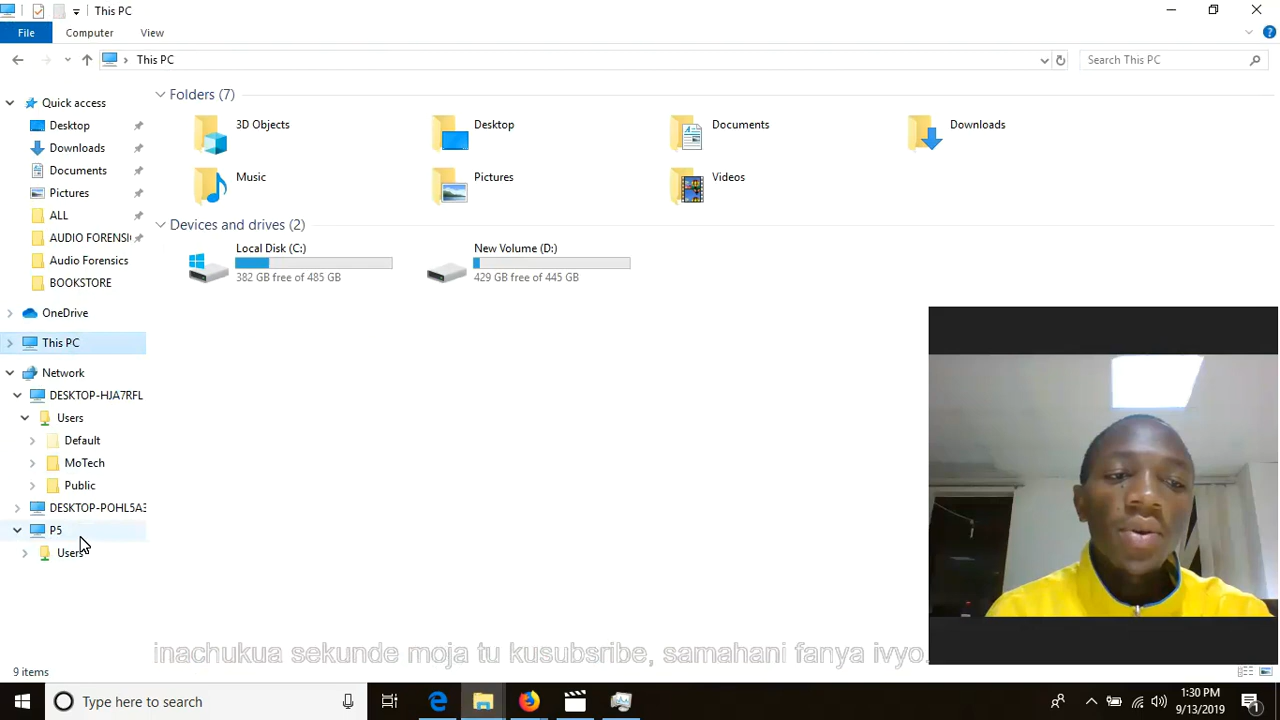 This PC
File
Computer
View
This PC
Search This PC
Quick access
Desktop
Downloads
Documents
Pictures
ALL
AUDIO FORENSI
Audio Forensics
BOOKSTORE
OneDrive
This PC
Network
DESKTOP-HJA7RFL
Users
Default
MoTech
Public
DESKTOP-POHL5A3
P5
Users
Folders (7)
3D Objects
Desktop
Documents
Downloads
Music
Pictures
Videos
Devices and drives (2)
Local Disk (C:)
382 GB free of 485 GB
New Volume (D:)
429 GB free of 445 GB
inachukua sekunde moja tu kusubsribe, samahani fanya ivyo.
9 items
Type here to search
1:30 PM
9/13/2019
1